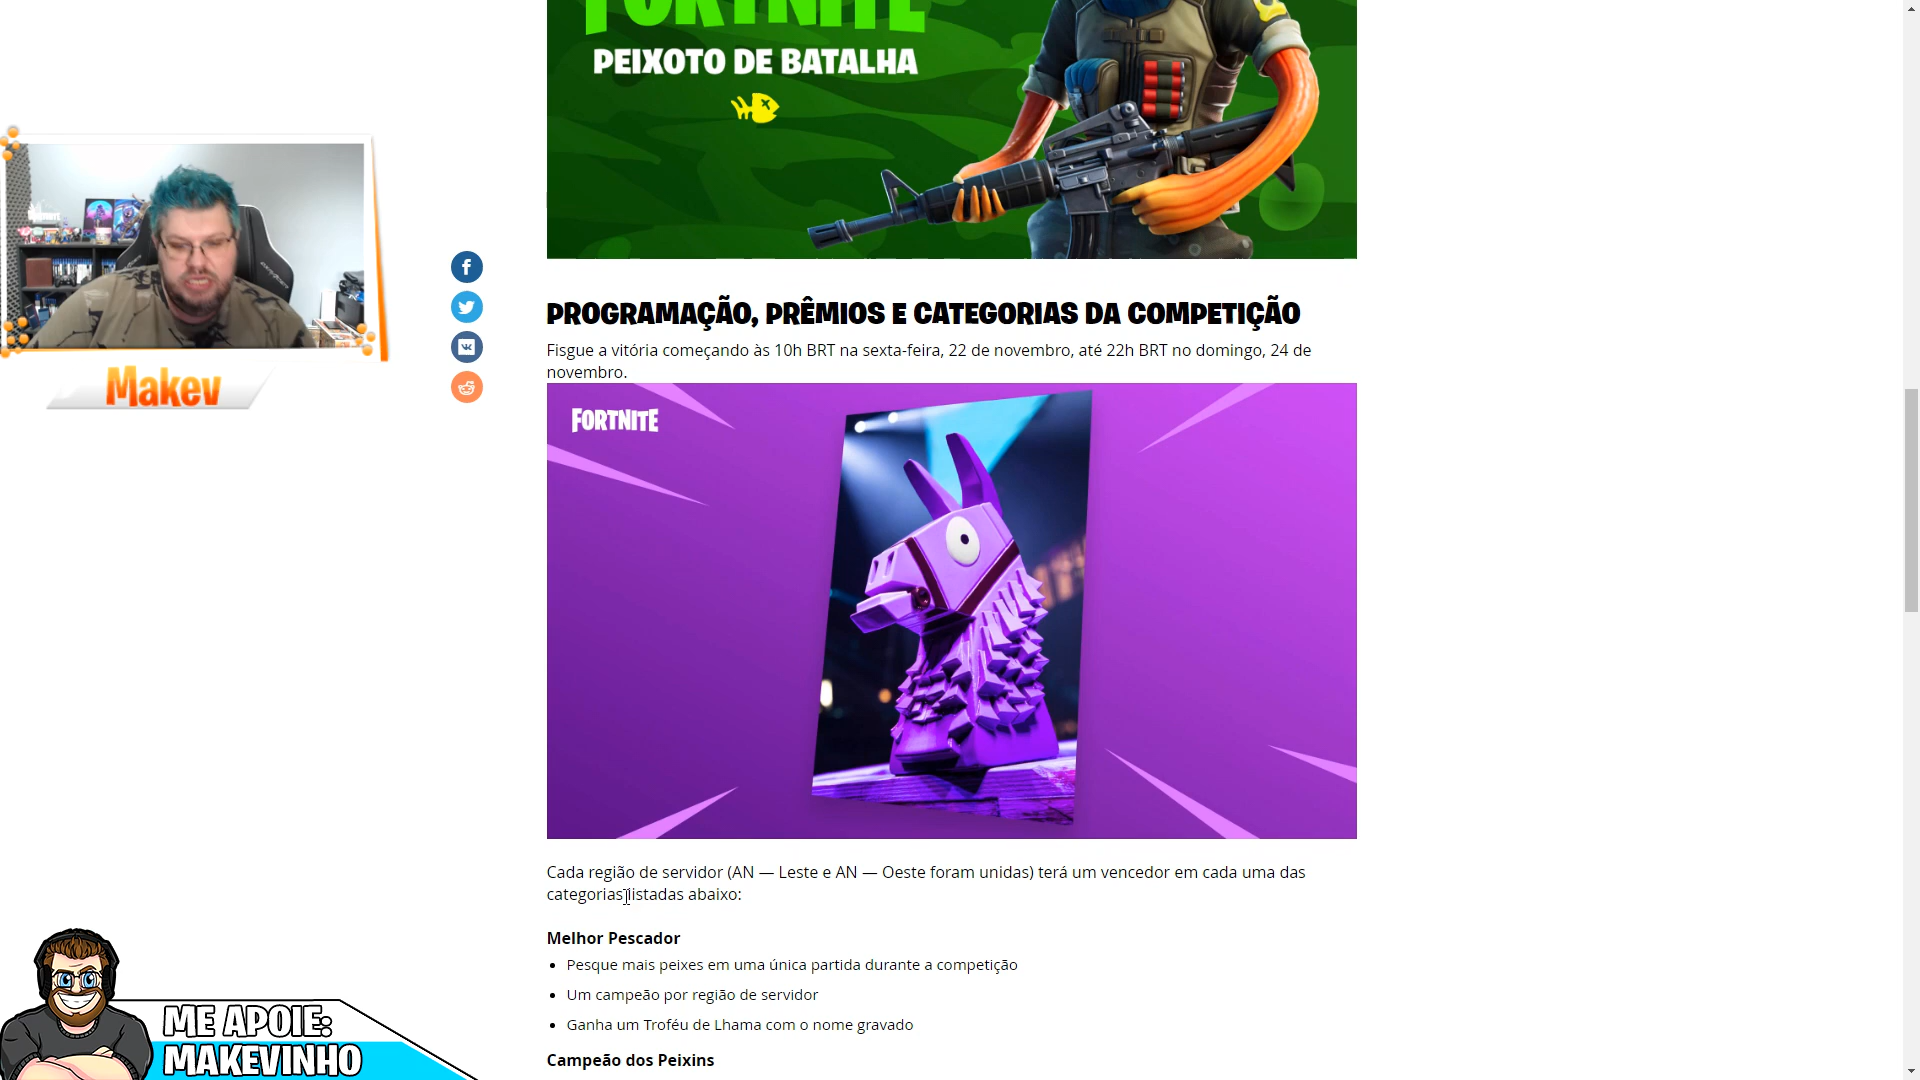 FORTNITE
PEIXOTO DE BATALHA
Makev
PROGRAMAÇÃO, PRÊMIOS E CATEGORIAS DA COMPETIÇÃO
Fisgue a vitória começando às 10h BRT na sexta-feira, 22 de novembro, até 22h BRT no domingo, 24 de
novembro.
FORTNITE
Cada região de servidor (AN — Leste e AN — Oeste foram unidas) terá um vencedor em cada uma das
categorias listadas abaixo:
Melhor Pescador
Pesque mais peixes em uma única partida durante a competição
Um campeão por região de servidor
Ganha um Troféu de Lhama com o nome gravado
Campeão dos Peixins
ME APOIE:
MAKEVINHO